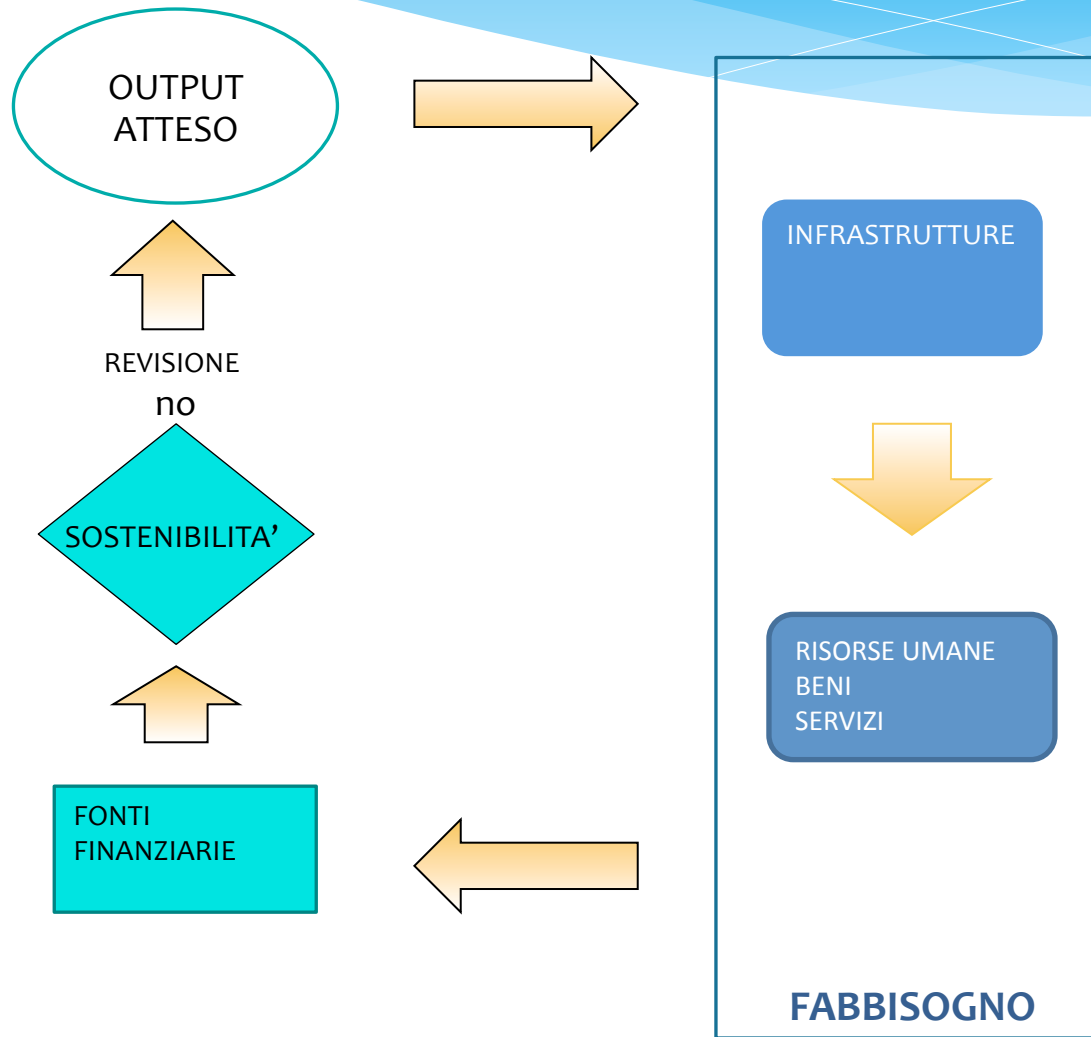 OUTPUT
ATTESO
INFRASTRUTTURE
REVISIONE
no
SOSTENIBILITA’
RISORSE UMANE
BENI
SERVIZI
FONTI
FINANZIARIE
FABBISOGNO